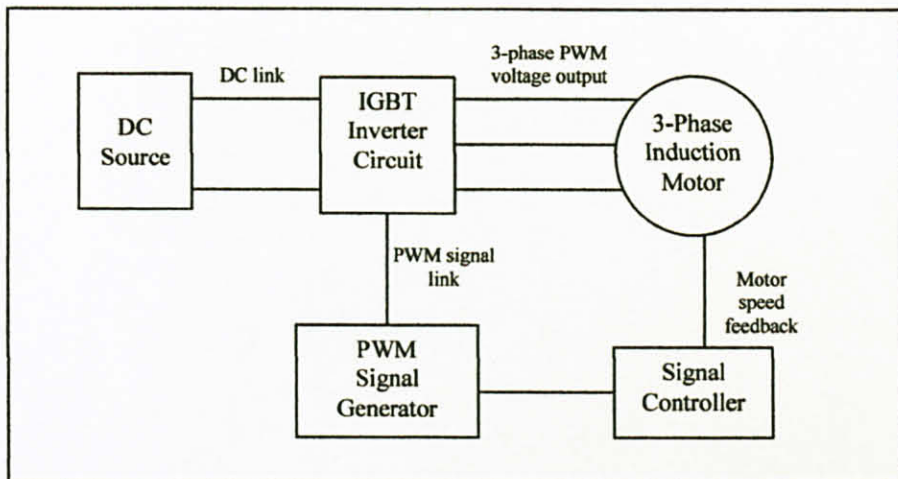 DC
Source
DC link
IGBT
Inverter
Circuit
3-phase PWM
voltage output
3-Phase
Induction
Motor
PWM signal
link
Motor
speed
feedback
PWM
Signal
Generator
Signal
Controller